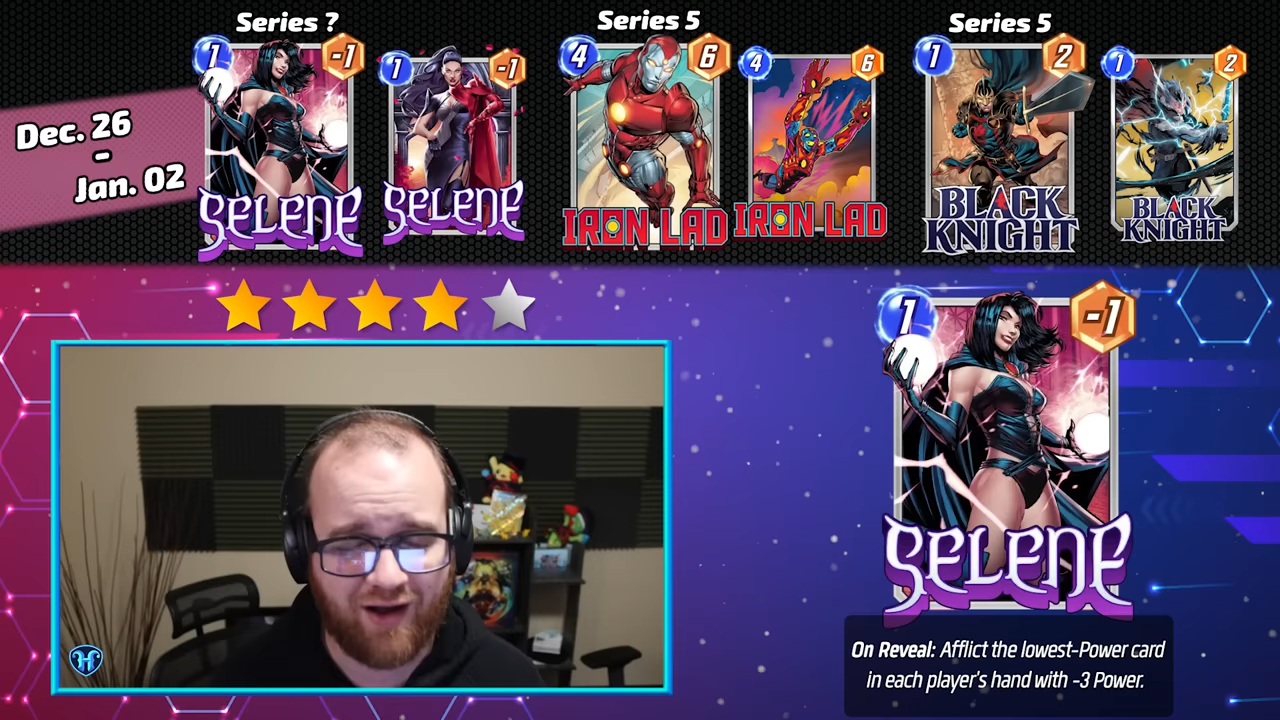 Series ?
Series 5
Series 5
1
-1
1
-1
4
6
4
6
1
2
1
2
Dec. 26
-
Jan. 02
SELENE
SELENE
IRON LAD
IRON LAD
BLACK
KNIGHT
BLACK
KNIGHT
1
-1
SELENE
On Reveal: Afflict the lowest-Power card
in each player's hand with -3 Power.
H